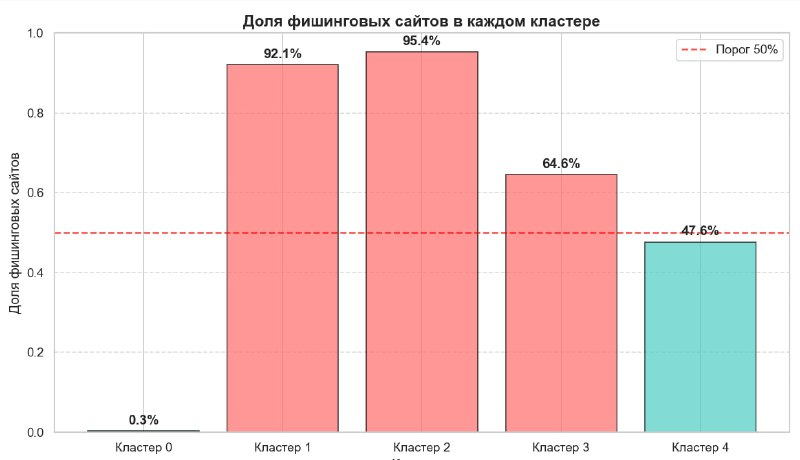 Доля фишинговых сайтов в каждом кластере
Порог 50%
Доля фишинговых сайтов
1.0
0.8
0.6
0.4
0.2
0.0
0.3%
92.1%
95.4%
64.6%
47.6%
Кластер 0
Кластер 1
Кластер 2
Кластер 3
Кластер 4